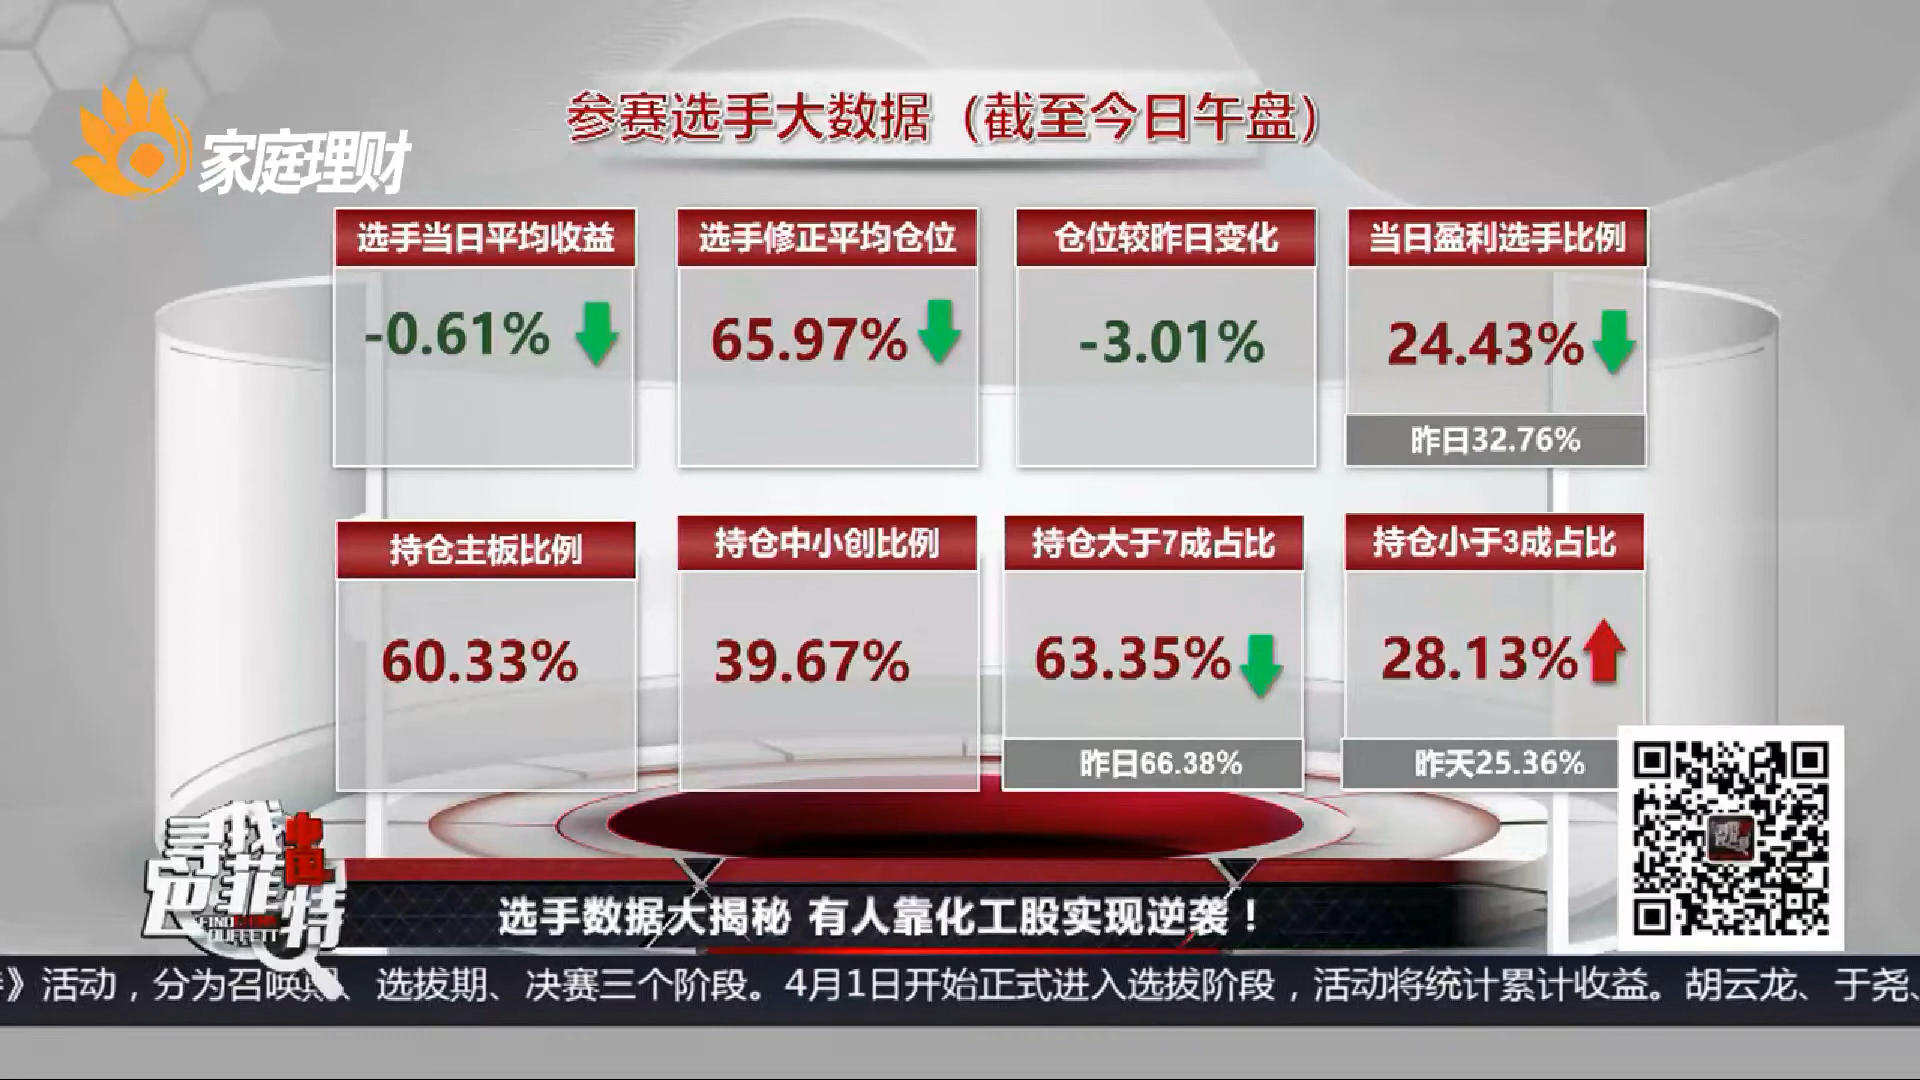 参赛选手大数据（截至今日午盘）
家庭理财
选手当日平均收益
-0.61%
选手修正平均仓位
65.97%
仓位较昨日变化
-3.01%
当日盈利选手比例
24.43%
昨日32.76%
持仓主板比例
60.33%
持仓中小创比例
39.67%
持仓大于7成占比
63.35%
昨日66.38%
持仓小于3成占比
28.13%
昨天25.36%
寻找中国
巴菲特
选手数据大揭秘 有人靠化工股实现逆袭！
》活动，分为召唤期、选拔期、决赛三个阶段。4月1日开始正式进入选拔阶段，活动将统计累计收益。胡云龙、于尧、